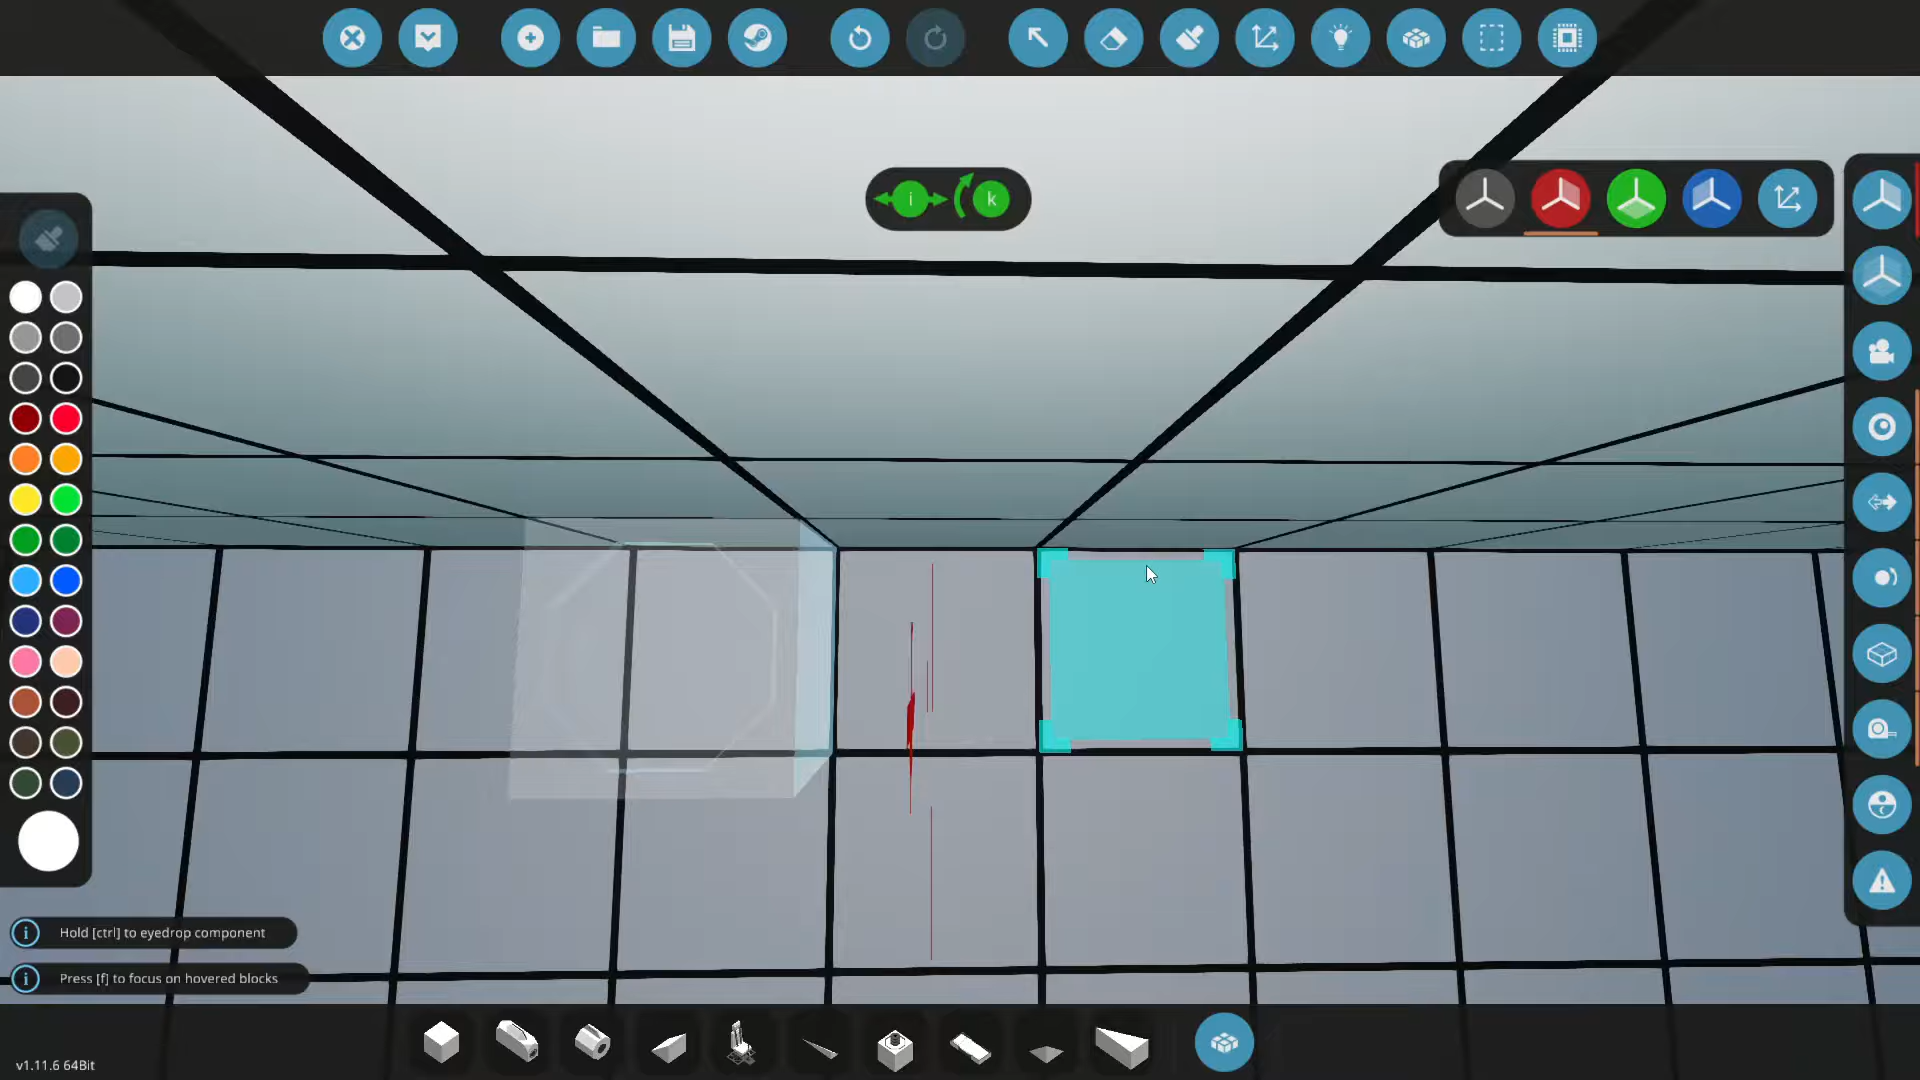 i k
Hold [ctrl] to eyedrop component
Press [f] to focus on hovered blocks
v1.11.6 64Bit